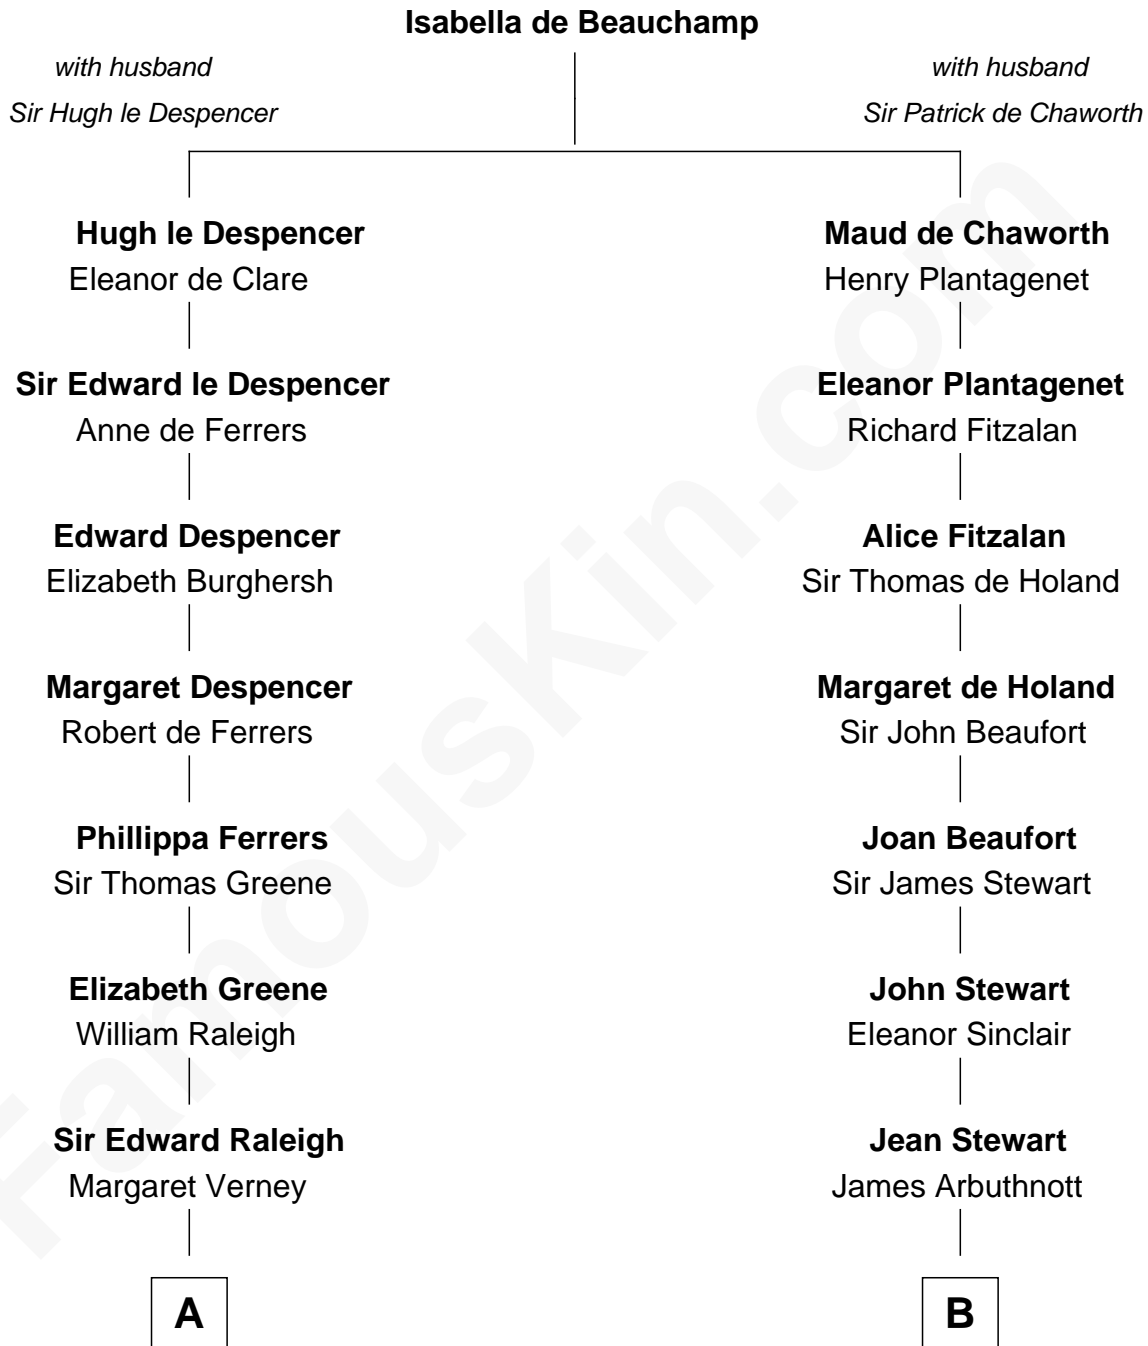 Isabella de Beauchamp
with husband
Sir Hugh le Despencer
with husband
Sir Patrick de Chaworth
Hugh le Despencer
Eleanor de Clare
Maud de Chaworth
Henry Plantagenet
Sir Edward le Despencer
Anne de Ferrers
Eleanor Plantagenet
Richard Fitzalan
Edward Despencer
Elizabeth Burghersh
Alice Fitzalan
Sir Thomas de Holand
Margaret Despencer
Robert de Ferrers
Margaret de Holand
Sir John Beaufort
Phillippa Ferrers
Sir Thomas Greene
Joan Beaufort
Sir James Stewart
Elizabeth Greene
William Raleigh
John Stewart
Eleanor Sinclair
Sir Edward Raleigh
Margaret Verney
Jean Stewart
James Arbuthnott
A
B
FamousKin.com